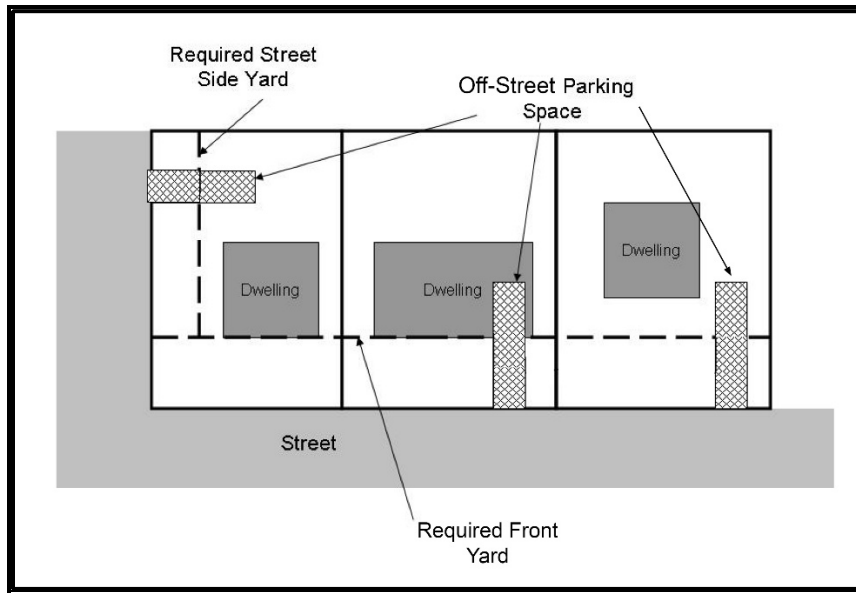 Required Street
Side Yard
Off-Street Parking
Space
Dwelling
Dwelling
Dwelling
Street
Required Front
Yard